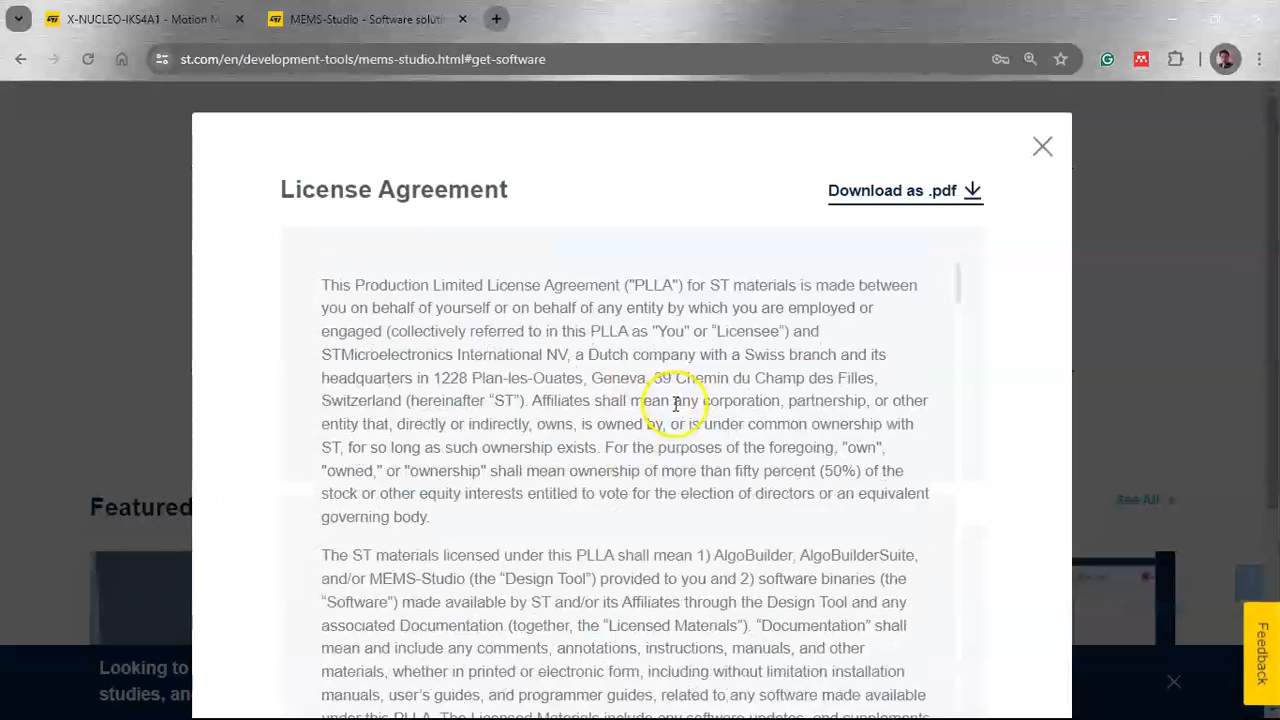 X-NUCLEO-IKS4A1 - Motion M
MEMS-Studio - Software soluti
st.com/en/development-tools/mems-studio.html#get-software
License Agreement
Download as .pdf
This Production Limited License Agreement ("PLLA") for ST materials is made between
you on behalf of yourself or on behalf of any entity by which you are employed or
engaged (collectively referred to in this PLLA as "You" or “Licensee”) and
STMicroelectronics International NV, a Dutch company with a Swiss branch and its
headquarters in 1228 Plan-les-Ouates, Geneva, 39 Chemin du Champ des Filles,
Switzerland (hereinafter “ST”). Affiliates shall mean any corporation, partnership, or other
entity that, directly or indirectly, owns, is owned by, or is under common ownership with
ST, for so long as such ownership exists. For the purposes of the foregoing, "own",
"owned," or "ownership" shall mean ownership of more than fifty percent (50%) of the
stock or other equity interests entitled to vote for the election of directors or an equivalent
governing body.
The ST materials licensed under this PLLA shall mean 1) AlgoBuilder, AlgoBuilderSuite,
and/or MEMS-Studio (the “Design Tool”) provided to you and 2) software binaries (the
“Software”) made available by ST and/or its Affiliates through the Design Tool and any
associated Documentation (together, the “Licensed Materials”). “Documentation” shall
mean and include any comments, annotations, instructions, manuals, and other
materials, whether in printed or electronic form, including without limitation installation
manuals, user’s guides, and programmer guides, related to any software made available
under this PLLA. The Licensed Materials include any software updates, and supplements
Featured
See All
Looking to
studies, an
Feedback